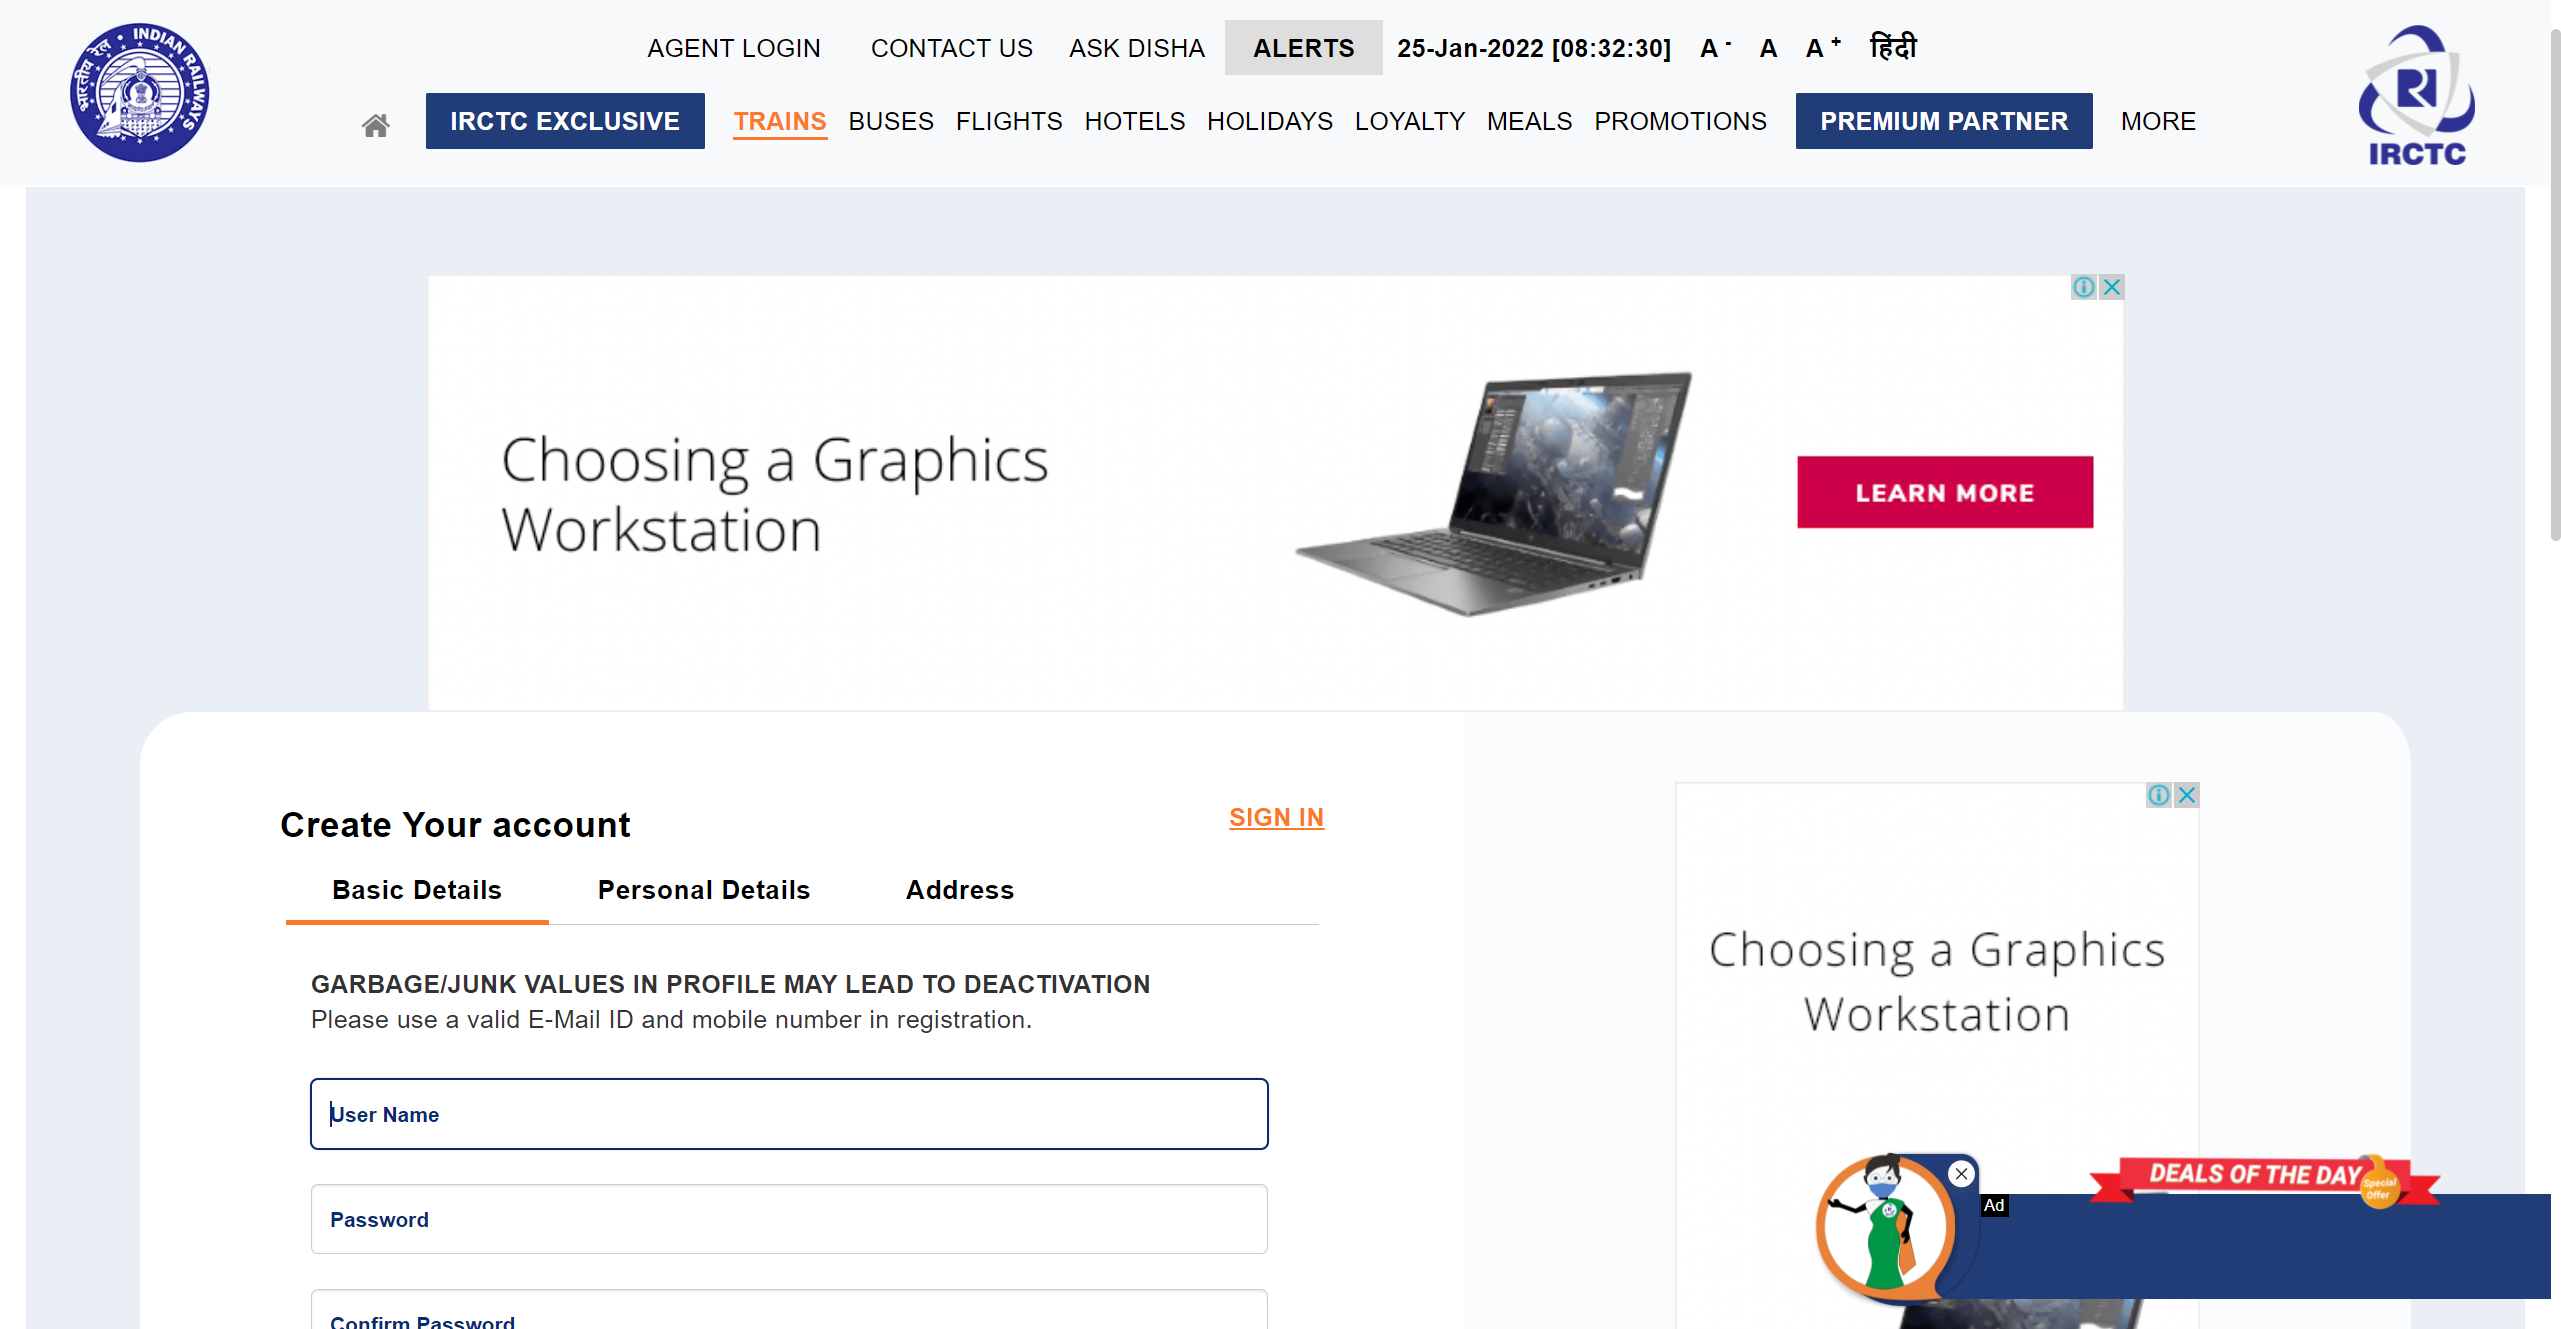 भारतीय रेल • INDIAN RAILWAYS
AGENT LOGIN CONTACT US ASK DISHA ALERTS 25-Jan-2022 [08:32:30] A - A A + हिंदी
IRCTC EXCLUSIVE TRAINS BUSES FLIGHTS HOTELS HOLIDAYS LOYALTY MEALS PROMOTIONS PREMIUM PARTNER MORE
IRCTC
Choosing a Graphics
Workstation
LEARN MORE
Create Your account
SIGN IN
Basic Details Personal Details Address
GARBAGE/JUNK VALUES IN PROFILE MAY LEAD TO DEACTIVATION
Please use a valid E-Mail ID and mobile number in registration.
User Name
Password
Confirm Password
Choosing a Graphics
Workstation
DEALS OF THE DAY
Special
Offer
Ad